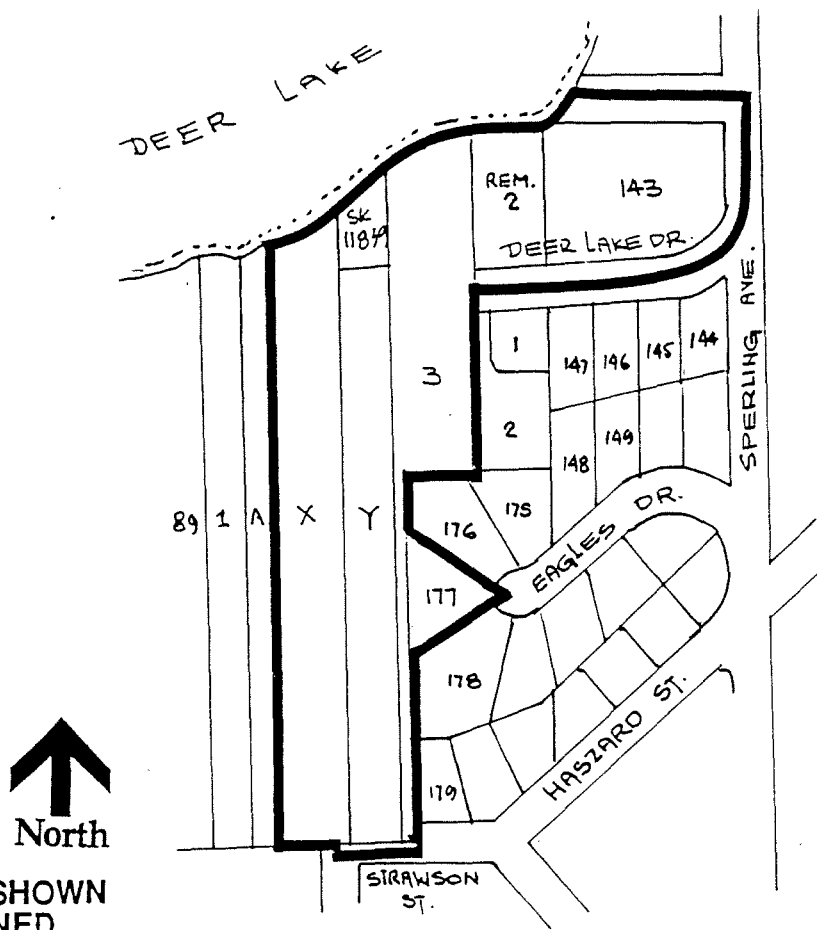 DEER LAKE
REM.
2
143
SK
1184
DEER LAKE DR.
SPERLING AVE.
1
147
146
145
144
3
2
148
149
89
1
A
X
Y
176
175
EAGLES DR.
177
178
HASZARD ST.
179
North
SHOWN
STRAWSON
ST.